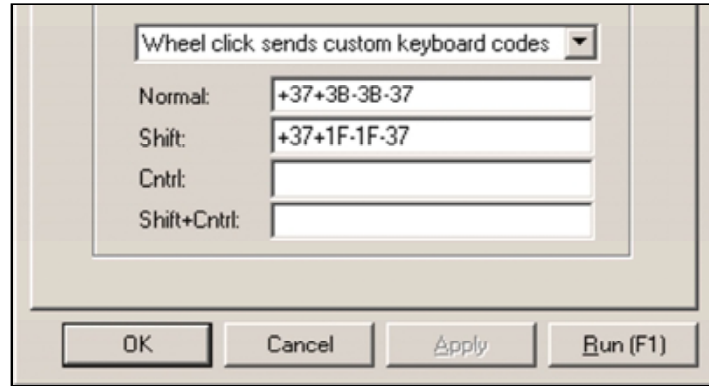 Wheel click sends custom keyboard codes
Normal: +37+3B-3B-37
Shift: +37+1F-1F-37
Cntrl:
Shift+Cntrl:
OK Cancel Apply Run (F1)